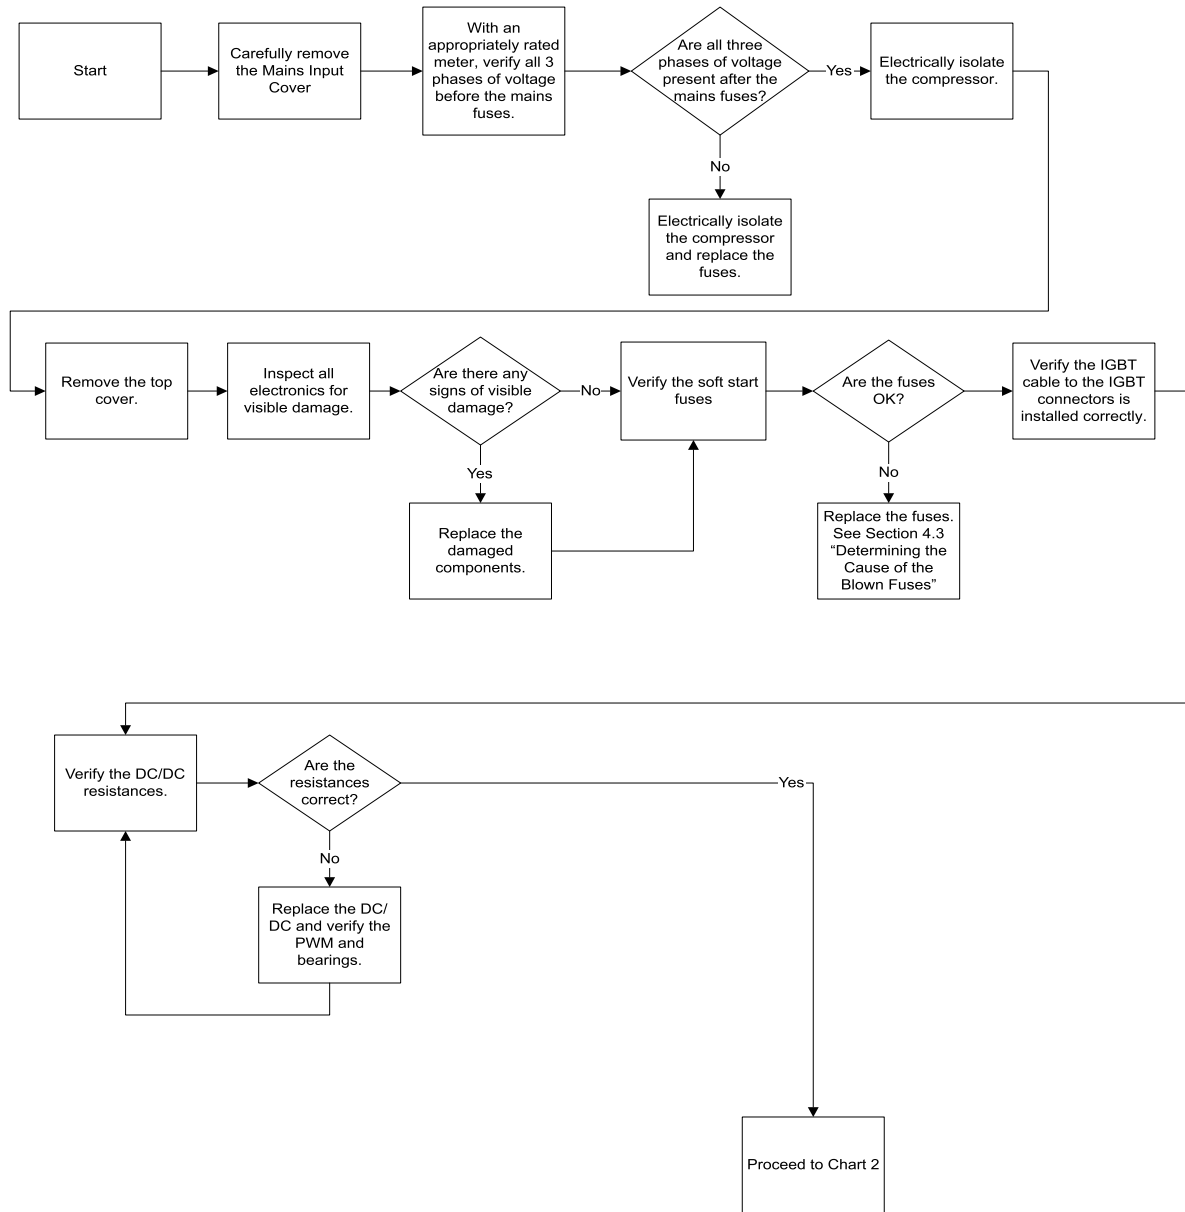 Start
Carefully remove
the Mains Input
Cover
With an
appropriately rated
meter, verify all 3
phases of voltage
before the mains
fuses.
Are all three
phases of voltage
present after the
mains fuses?
Yes
Electrically isolate
the compressor.
No
Electrically isolate
the compressor
and replace the
fuses.
Remove the top
cover.
Inspect all
electronics for
visible damage.
Are there any
signs of visible
damage?
No
Verify the soft start
fuses
Are the fuses
OK?
Verify the IGBT
cable to the IGBT
connectors is
installed correctly.
Yes
Replace the
damaged
components.
No
Replace the fuses.
See Section 4.3
“Determining the
Cause of the
Blown Fuses”
Verify the DC/DC
resistances.
Are the
resistances
correct?
Yes
No
Replace the DC/
DC and verify the
PWM and
bearings.
Proceed to Chart 2